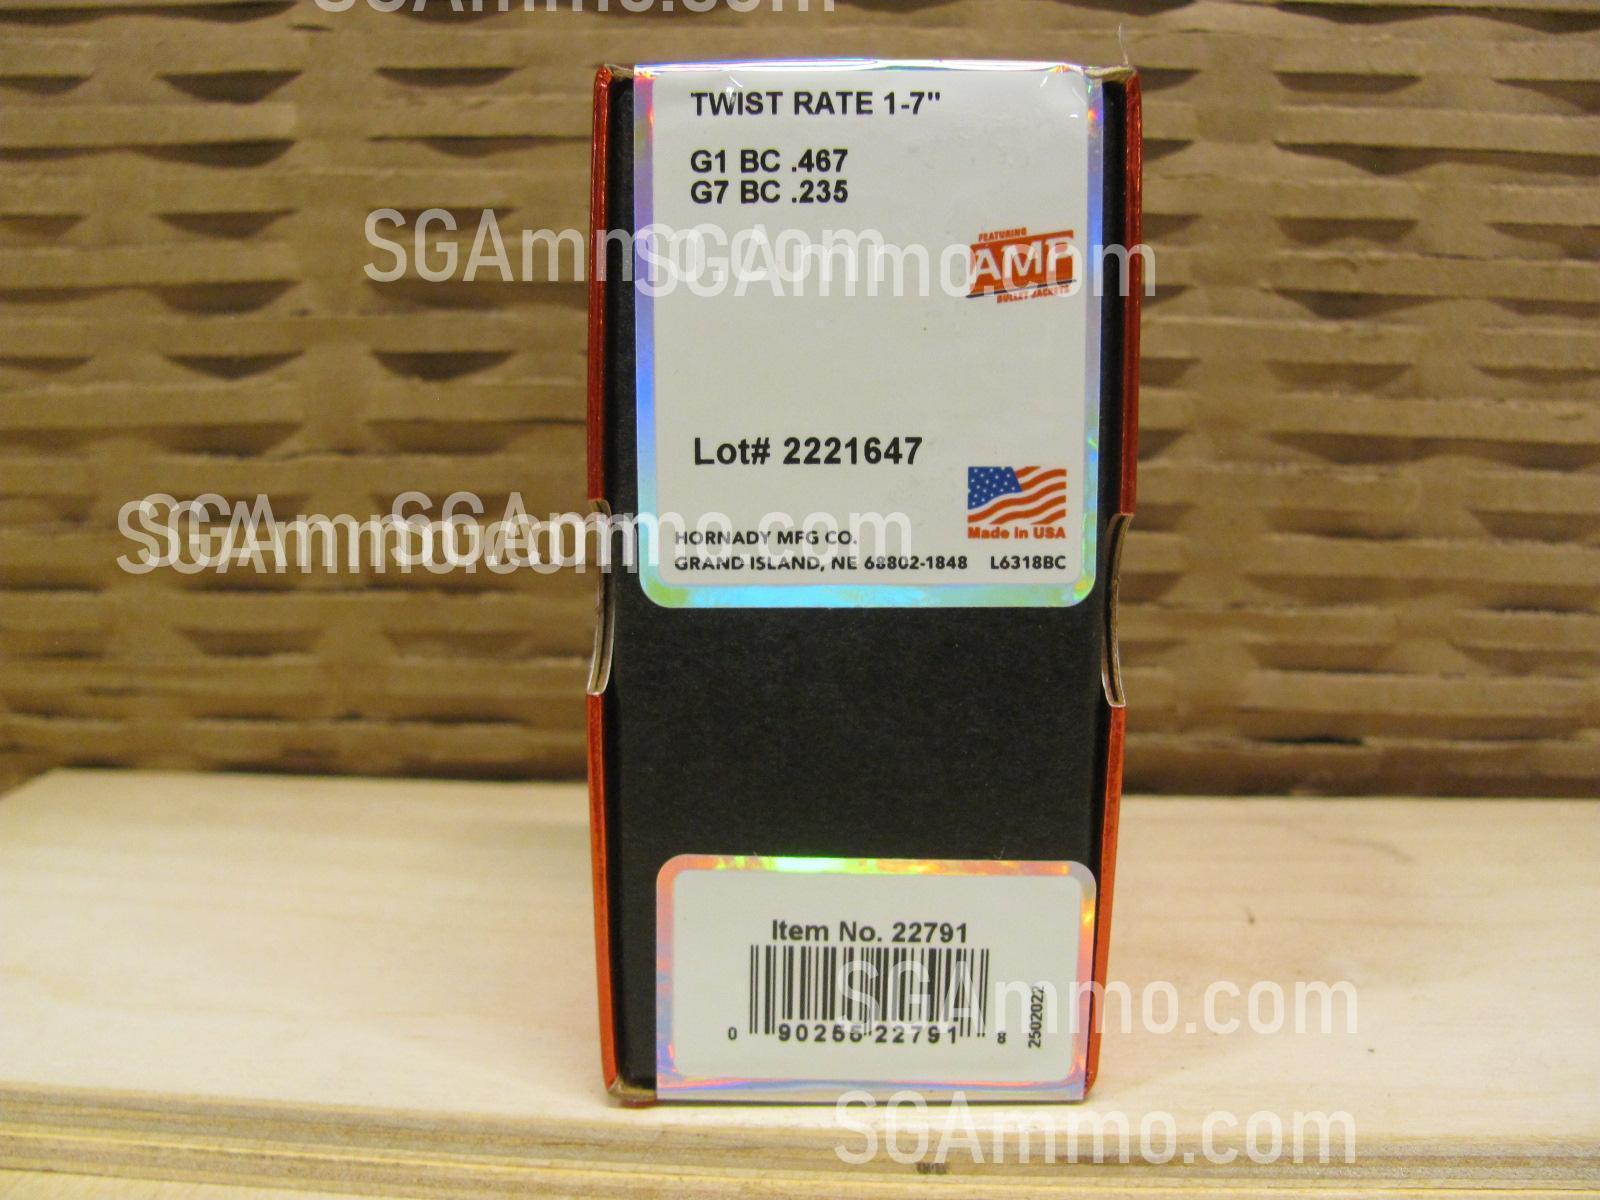 SGAmmo.com
TWIST RATE 1-7"
G1 BC .467
G7 BC .235
FEATURING
AMP
BULLET JACKETS
SGAmmo.com SGAmmo.com
Lot# 2221647
Made in USA
SGAmmo.com SGAmmo.com
HORNADY MFG CO.
GRAND ISLAND, NE 68802-1848 L6318BC
Item No. 22791
0 90255 22791 8
2502022
SGAmmo.com
SGAmmo.com